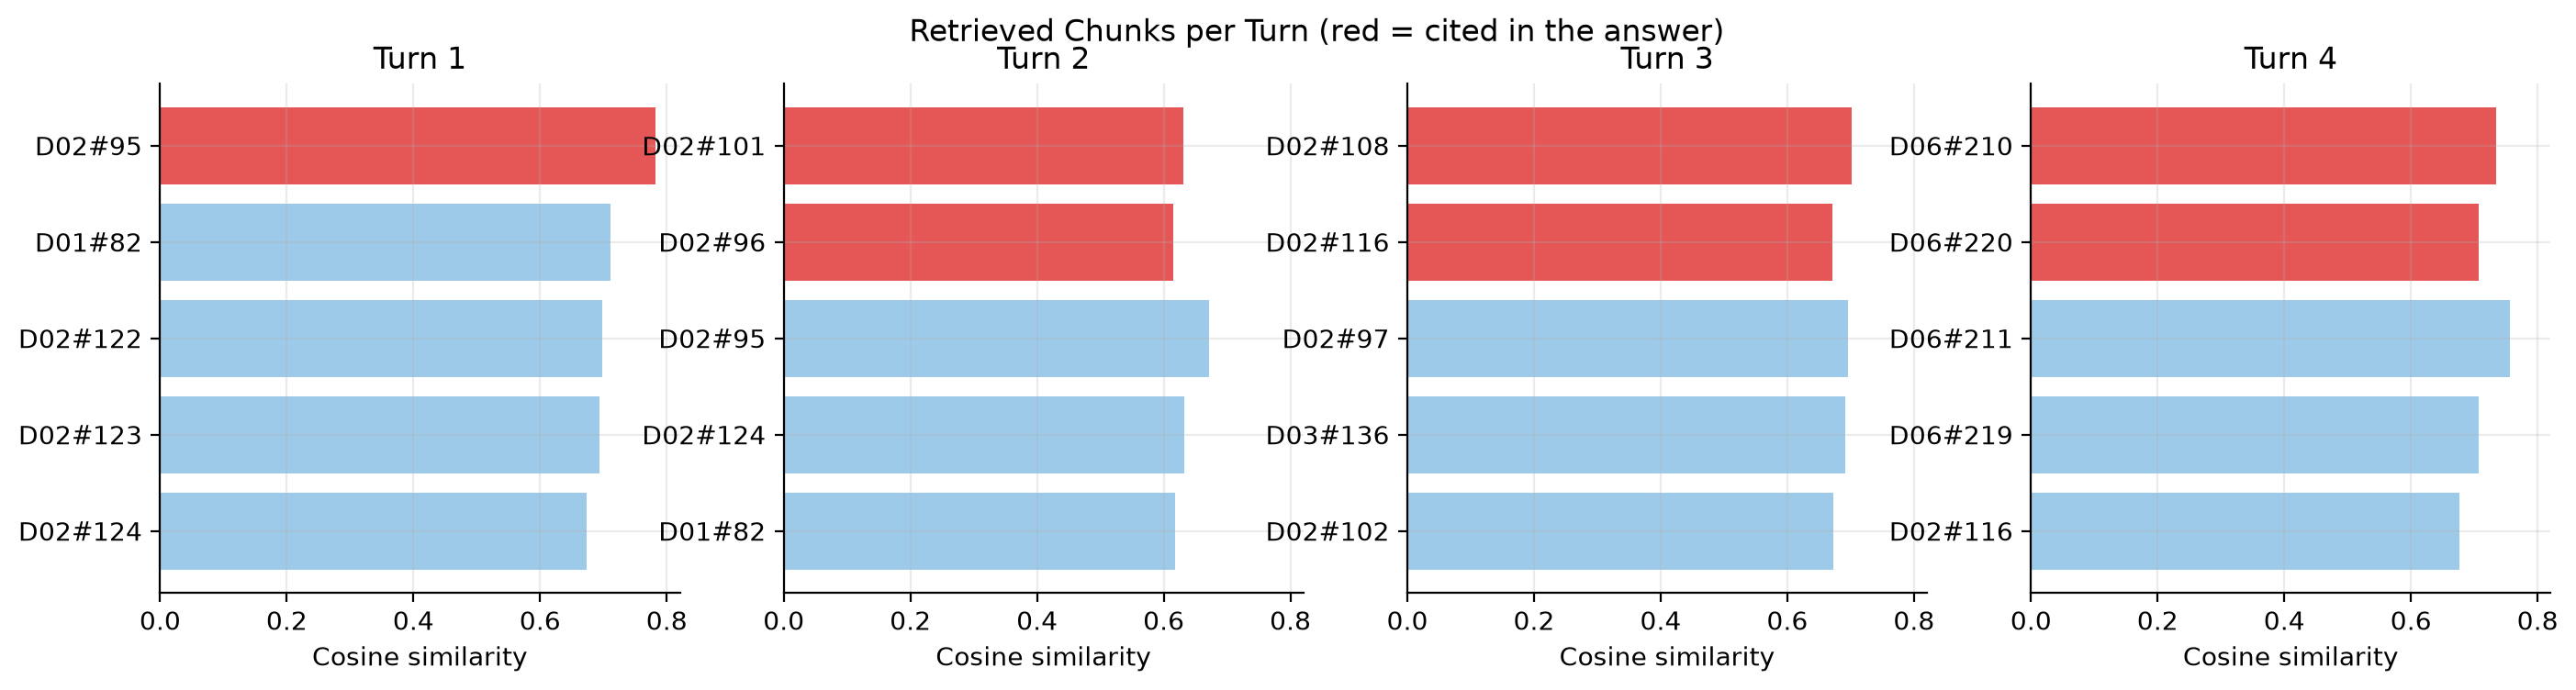 Retrieved Chunks per Turn (red = cited in the answer)
Turn 1
D02#95
D01#82
D02#122
D02#123
D02#124
0.0 0.2 0.4 0.6 0.8
Cosine similarity
Turn 2
D02#101
D02#96
D02#95
D02#124
D01#82
0.0 0.2 0.4 0.6 0.8
Cosine similarity
Turn 3
D02#108
D02#116
D02#97
D03#136
D02#102
0.0 0.2 0.4 0.6 0.8
Cosine similarity
Turn 4
D06#210
D06#220
D06#211
D06#219
D02#116
0.0 0.2 0.4 0.6 0.8
Cosine similarity